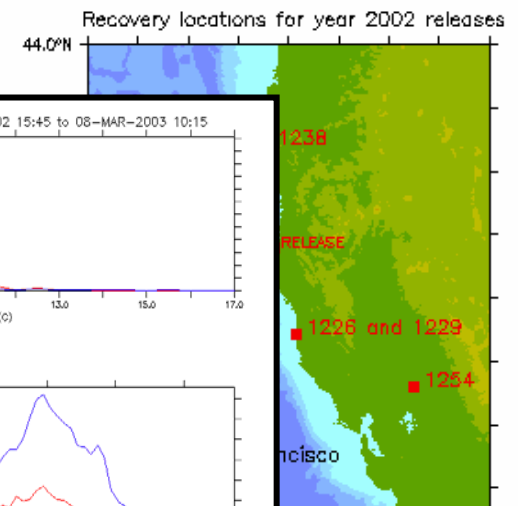 Recovery locations for year 2002 releases
44.0°N
02 15:45 to 08-MAR-2003 10:15
1238
RELEASE
13.0 15.0 17.0
(C)
1226 and 1229
1254
ncisco